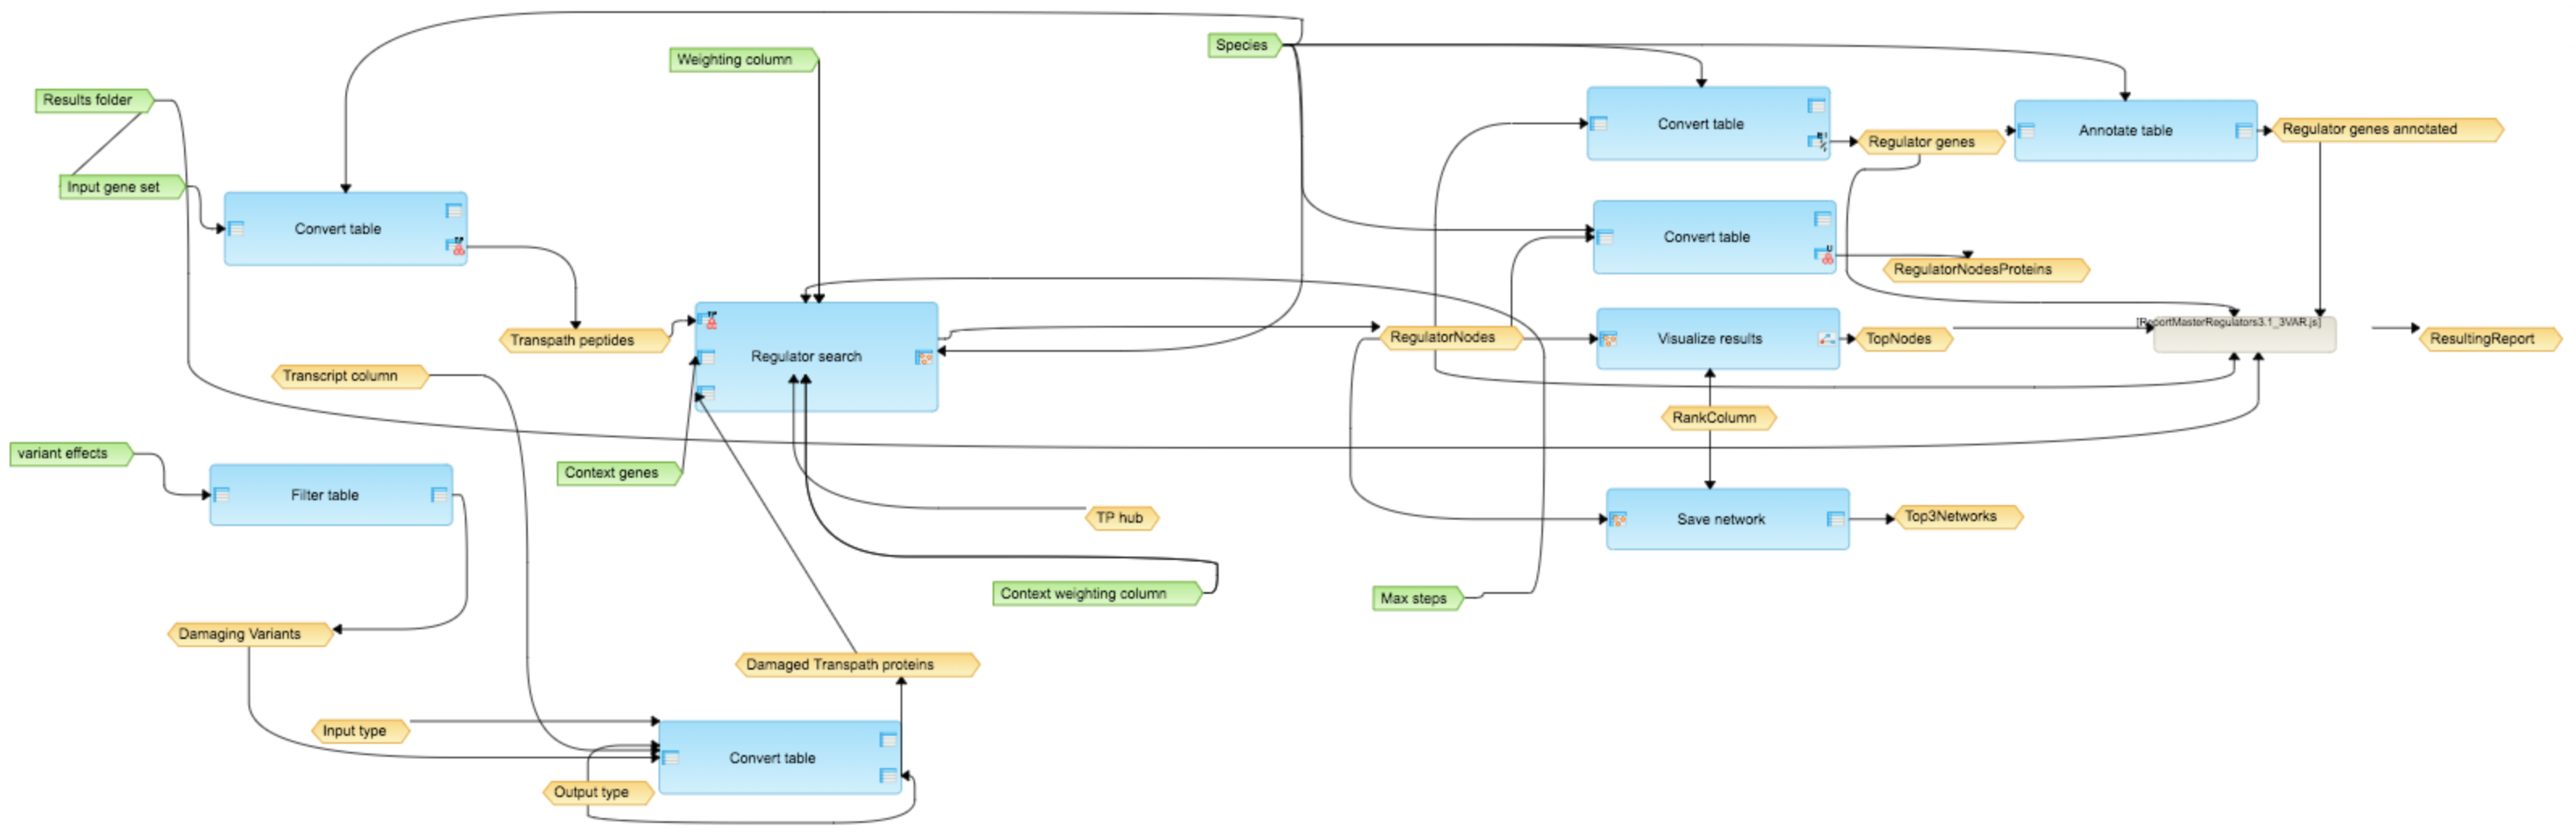 Species
Weighting column
Results folder
Convert table
Regulator genes
Annotate table
Regulator genes annotated
Input gene set
Convert table
Convert table
RegulatorNodesProteins
Transpath peptides
Regulator search
RegulatorNodes
Visualize results
TopNodes
[ReportMasterRegulators3.1_3VAR.js]
ResultingReport
Transcript column
RankColumn
variant effects
Context genes
Filter table
TP hub
Save network
Top3Networks
Context weighting column
Max steps
Damaging Variants
Damaged Transpath proteins
Input type
Convert table
Output type